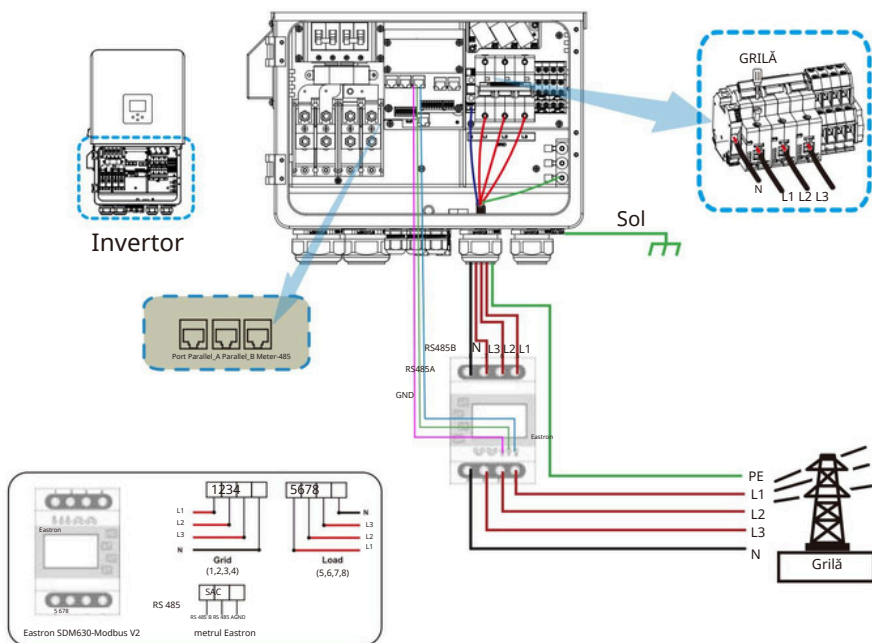 GRILĂ
N
L1 L2 L3
Sol
Invertor
Port Parallel_A Parallel_B Meter-485
RS485B
N
L3
L2
L1
RS485A
GND
Eastron
PE
L1
L2
L3
N
Grilă
Eastron
5 678
Eastron SDM630-Modbus V2
1234
L1
L2
L3
N
Grid
(1,2,3,4)
5678
N
L3
L2
L1
Load
(5,6,7,8)
RS 485
SAC
RS 485 B RS 485 AGND
metrul Eastron